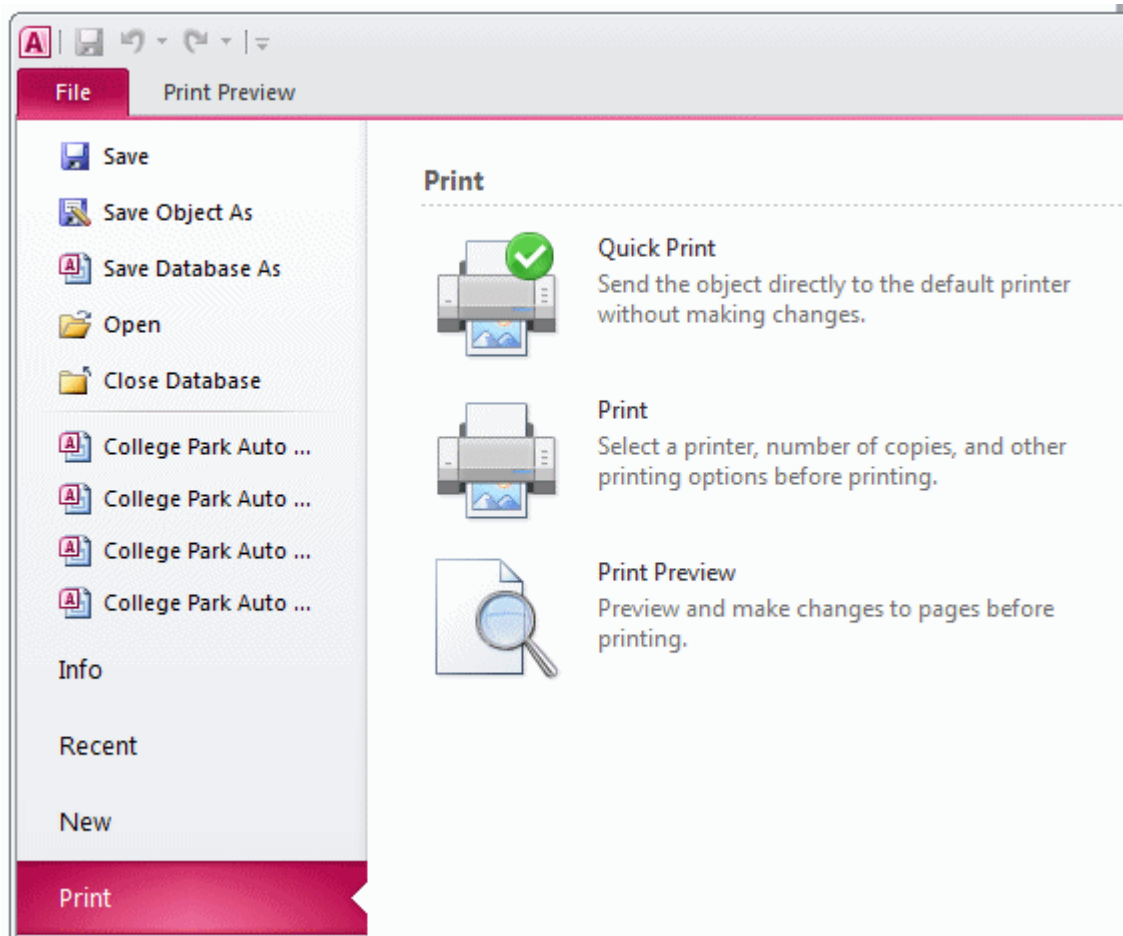 A
File Print Preview
Save
Save Object As
Save Database As
Open
Close Database
College Park Auto ...
College Park Auto ...
College Park Auto ...
College Park Auto ...
Info
Recent
New
Print
Print
Quick Print
Send the object directly to the default printer
without making changes.
Print
Select a printer, number of copies, and other
printing options before printing.
Print Preview
Preview and make changes to pages before
printing.